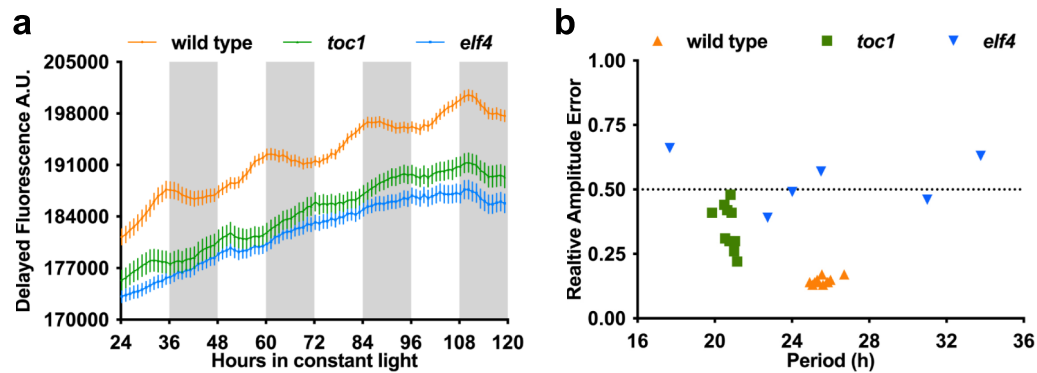 a
wild type toc1 elf4
205000
198000
191000
184000
177000
170000
Delayed Fluorescence A.U.
24 36 48 60 72 84 96 108 120
Hours in constant light
b
wild type toc1 elf4
1.00
0.75
0.50
0.25
0.00
Realtive Amplitude Error
16 20 24 28 32 36
Period (h)